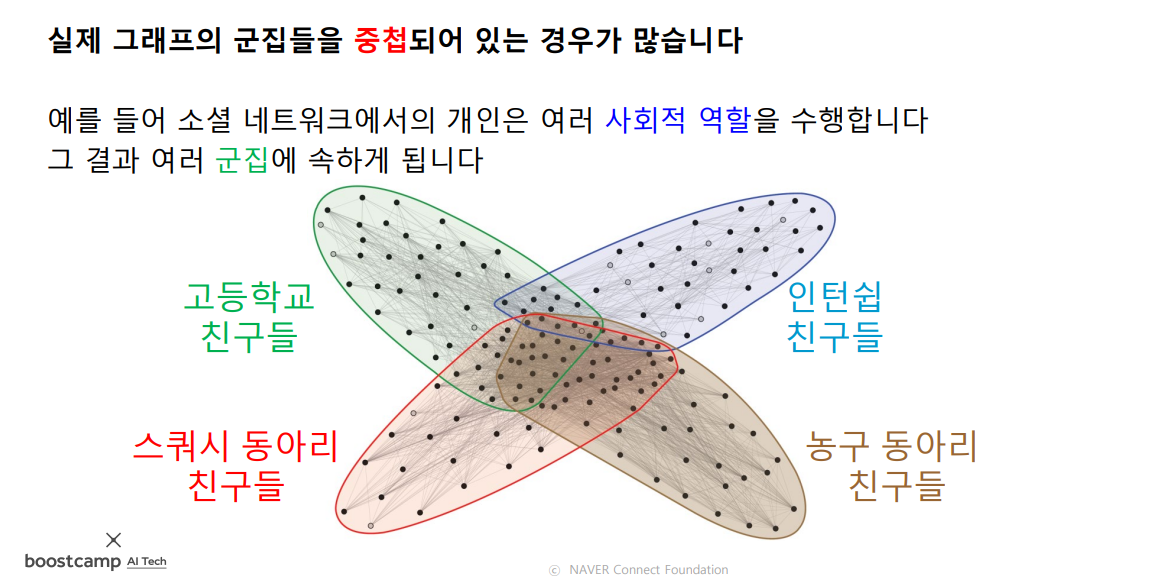 실제 그래프의 군집들을 중첩되어 있는 경우가 많습니다
예를 들어 소셜 네트워크에서의 개인은 여러 사회적 역할을 수행합니다
그 결과 여러 군집에 속하게 됩니다
고등학교
친구들
인턴쉽
친구들
스쿼시 동아리
친구들
농구 동아리
친구들
boostcamp AI Tech
ⓒ NAVER Connect Foundation